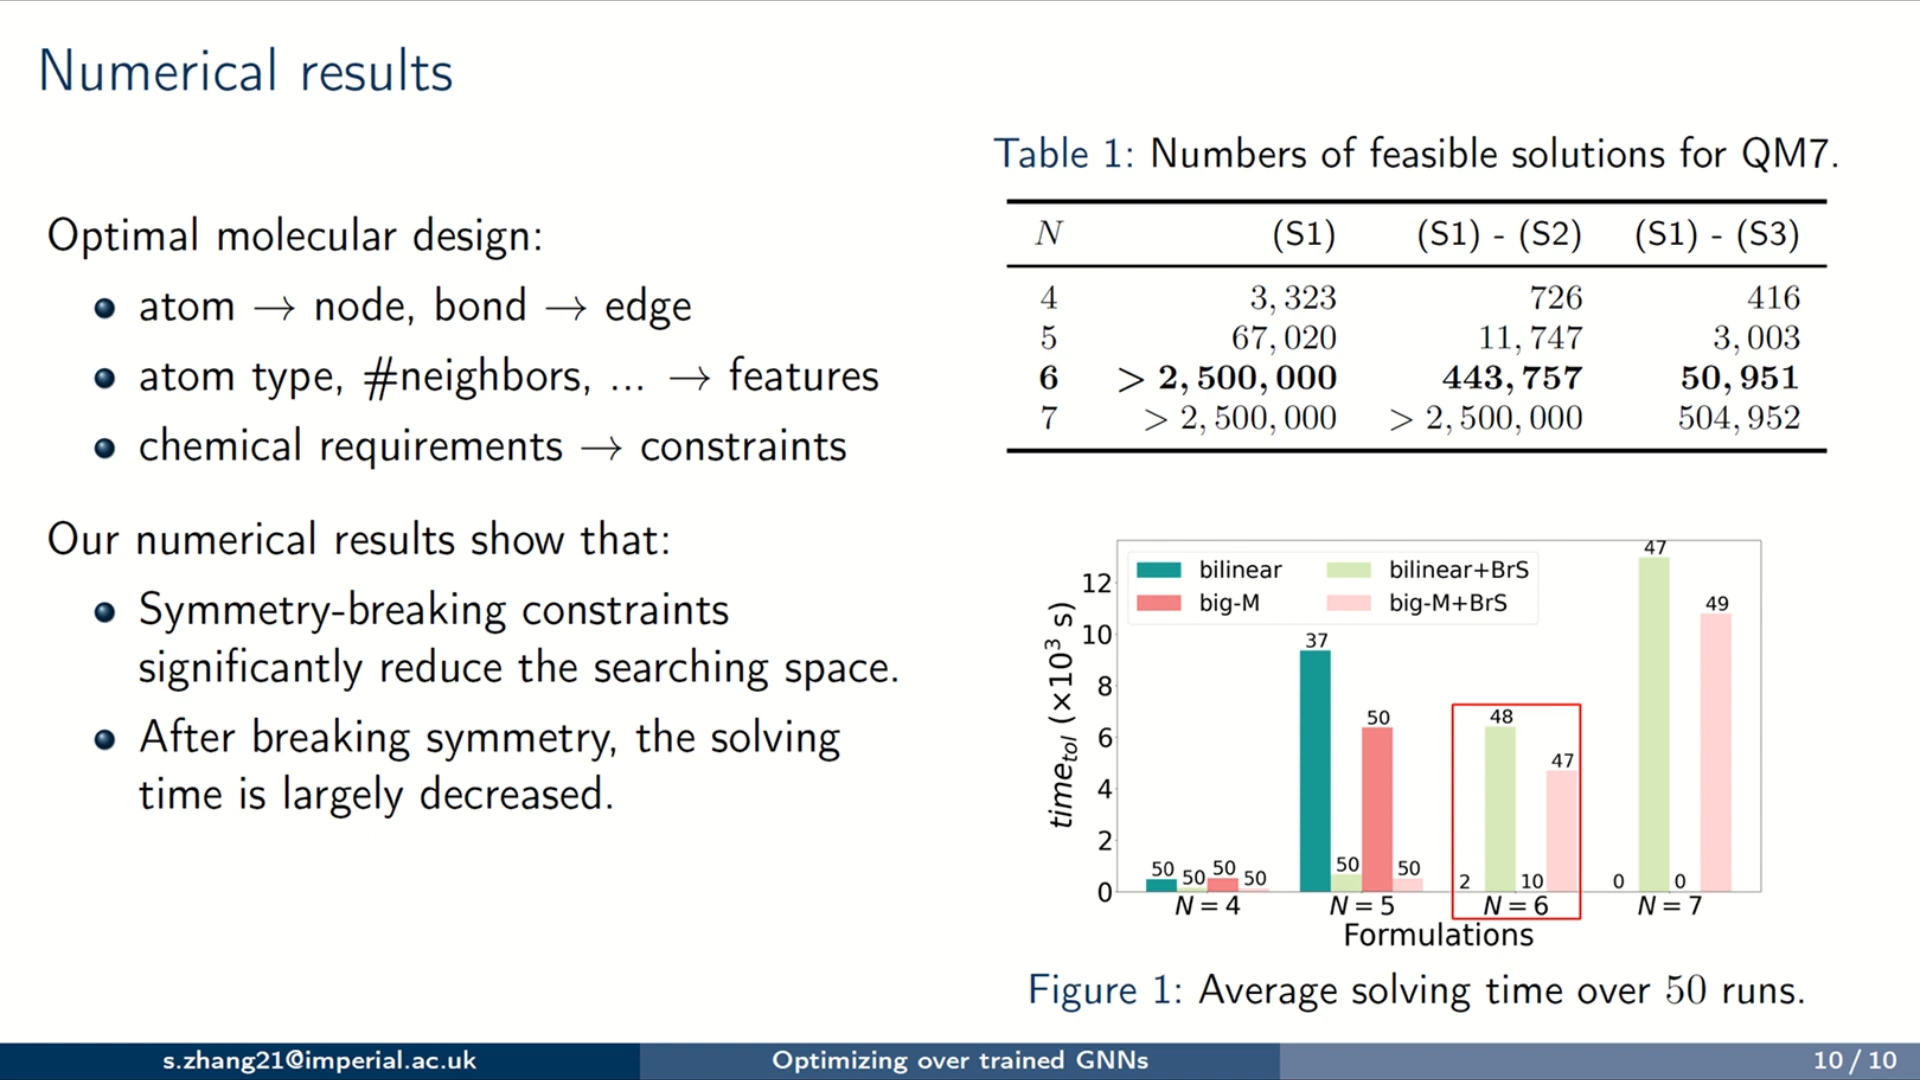 Numerical results
Optimal molecular design:
atom → node, bond → edge
atom type, #neighbors, ... → features
chemical requirements → constraints
Our numerical results show that:
Symmetry-breaking constraints
significantly reduce the searching space.
After breaking symmetry, the solving
time is largely decreased.
Table 1: Numbers of feasible solutions for QM7.
N (S1) (S1) - (S2) (S1) - (S3)
4 3,323 726 416
5 67,020 11,747 3,003
6 > 2,500,000 443,757 50,951
7 > 2,500,000 > 2,500,000 504,952
bilinear bilinear+BrS
big-M big-M+BrS
time_tol (×10³ s)
12
10
8
6
4
2
0
50 50 50 50
37 50 50 50
2 48 10 47
0 47 0 49
N = 4 N = 5 N = 6 N = 7
Formulations
Figure 1: Average solving time over 50 runs.
s.zhang21@imperial.ac.uk Optimizing over trained GNNs 10 / 10